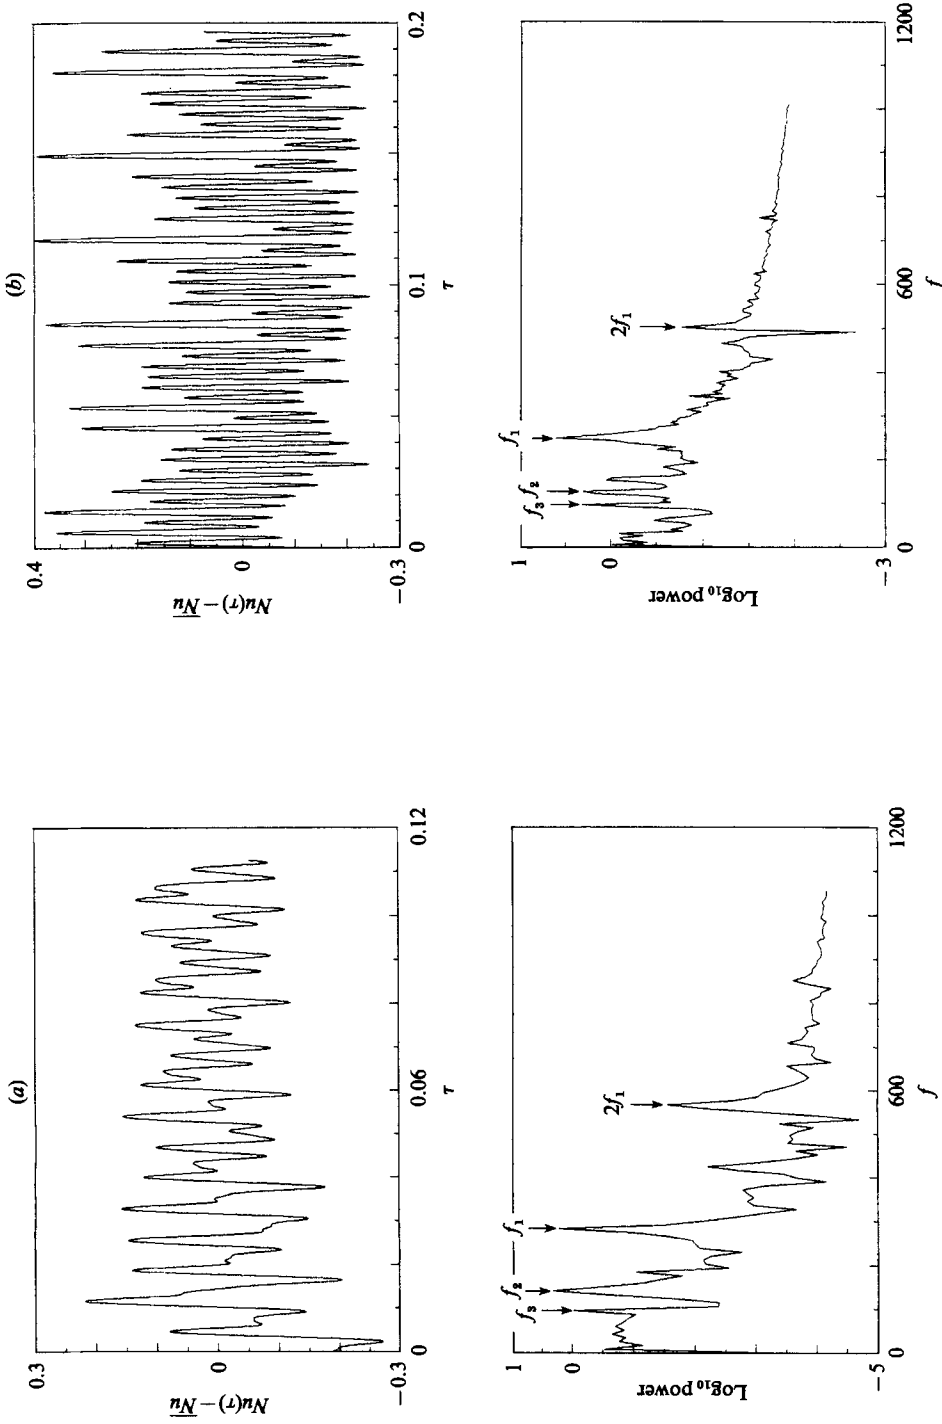 (a)
0.3
0
−0.3
Nu(τ) − N̅u̅
0
0.06
0.12
τ
1
0
−5
Log₁₀ power
f₃
f₂
f₁
2f₁
0
600
1200
f
(b)
0.4
0
−0.3
Nu(τ) − N̅u̅
0
0.1
0.2
τ
1
0
−3
Log₁₀ power
f₃
f₂
f₁
2f₁
0
600
1200
f